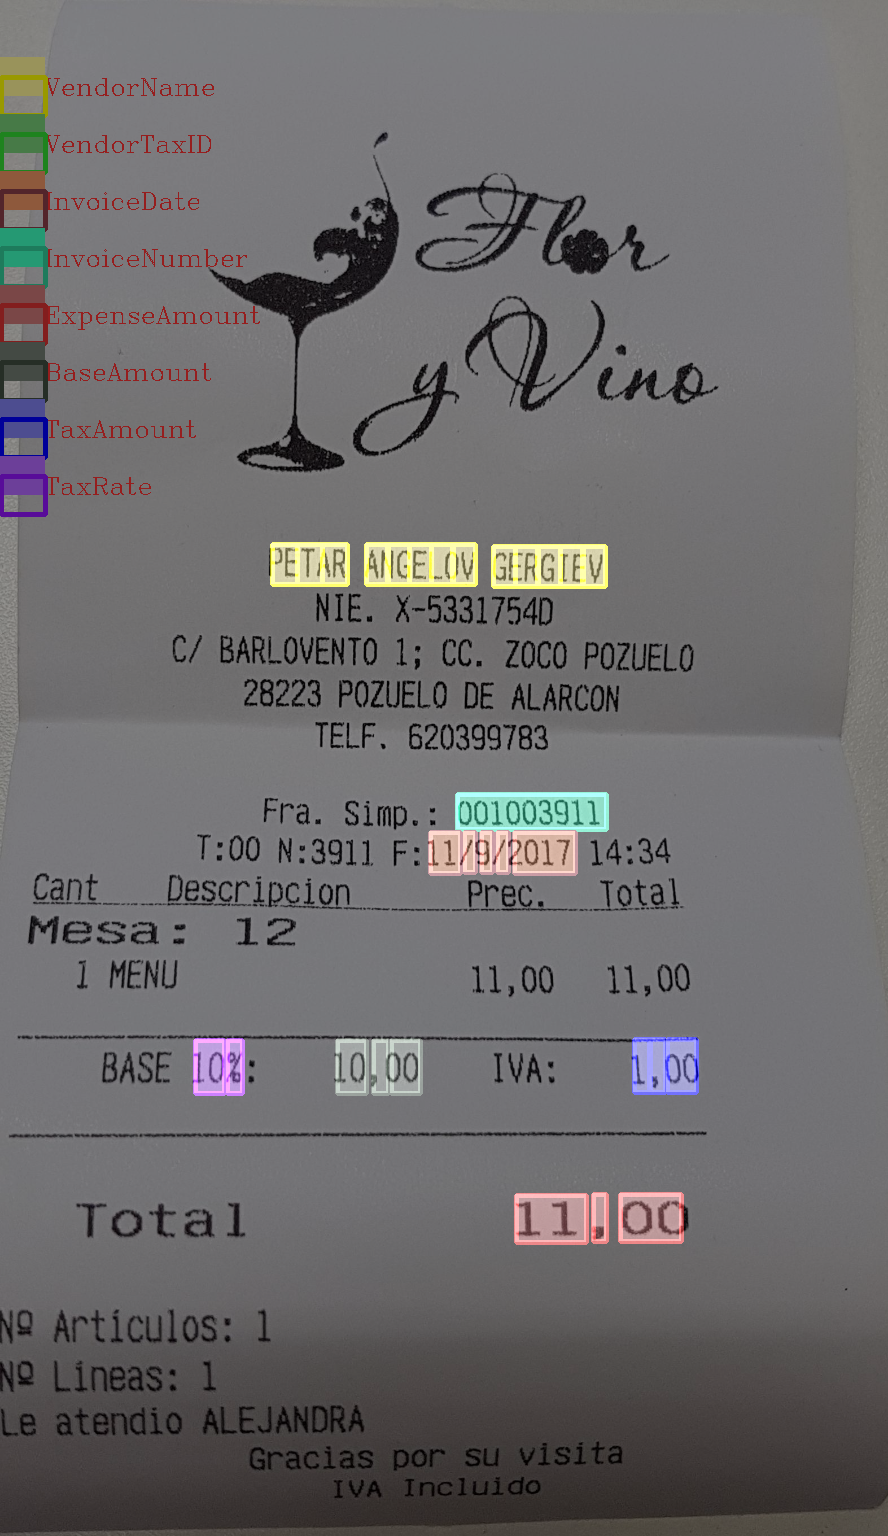 VendorName
VendorTaxID
InvoiceDate
InvoiceNumber
ExpenseAmount
BaseAmount
TaxAmount
TaxRate
Flor
y Vino
PETAR ANGELOV GERGIEV
NIE. X-5331754D
C/ BARLOVENTO 1; CC. ZOCO POZUELO
28223 POZUELO DE ALARCON
TELF. 620399783
Fra. Simp.: 001003911
T:00 N:3911 F:11/9/2017 14:34
Cant Descripcion Prec. Total
Mesa: 12
1 MENU 11,00 11,00
BASE 10%: 10,00 IVA: 1,00
Total 11,00
Nº Artículos: 1
Nº Líneas: 1
Le atendio ALEJANDRA
Gracias por su visita
IVA Incluido